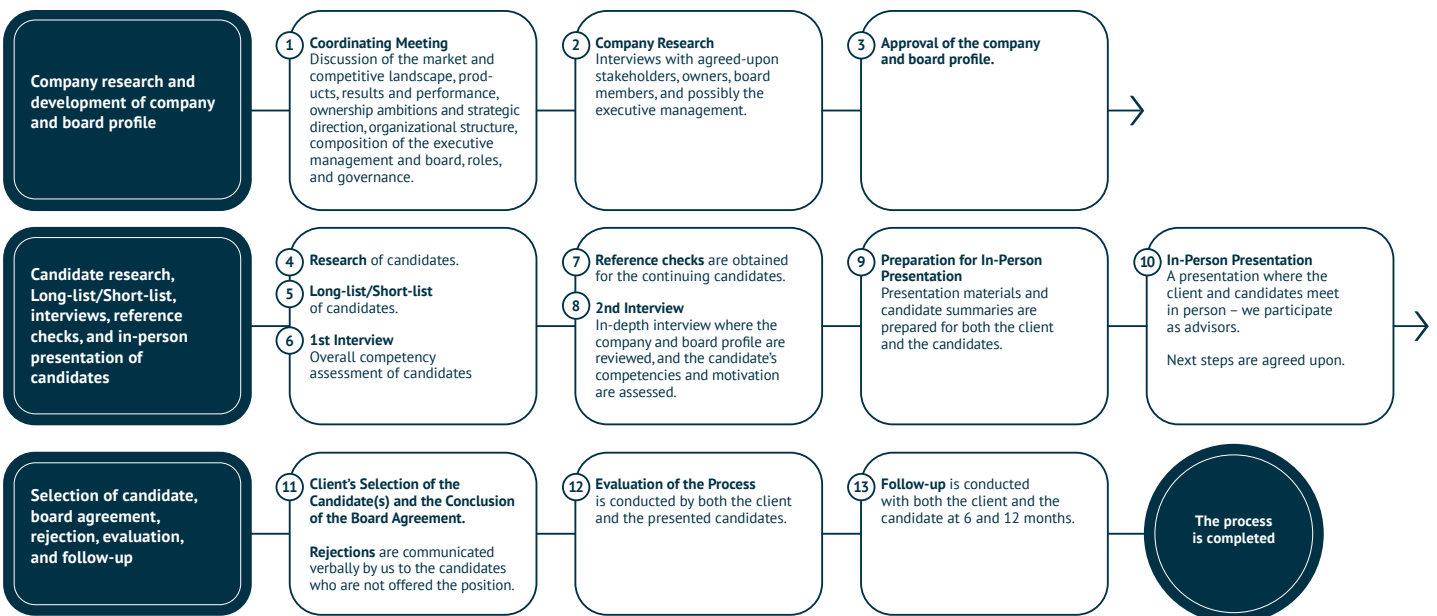 Company research and
development of company
and board profile
1
Coordinating Meeting
Discussion of the market and
competitive landscape, prod-
ucts, results and performance,
ownership ambitions and strategic
direction, organizational structure,
composition of the executive
management and board, roles,
and governance.
2
Company Research
Interviews with agreed-upon
stakeholders, owners, board
members, and possibly the
executive management.
3
Approval of the company
and board profile.
Candidate research,
Long-list/Short-list,
interviews, reference
checks, and in-person
presentation of
candidates
4
Research of candidates.
5
Long-list/Short-list
of candidates.
6
1st Interview
Overall competency
assessment of candidates
7
Reference checks are obtained
for the continuing candidates.
8
2nd Interview
In-depth interview where the
company and board profile are
reviewed, and the candidate's
competencies and motivation
are assessed.
9
Preparation for In-Person
Presentation
Presentation materials and
candidate summaries are
prepared for both the client
and the candidates.
10
In-Person Presentation
A presentation where the
client and candidates meet
in person – we participate
as advisors.
Next steps are agreed upon.
Selection of candidate,
board agreement,
rejection, evaluation,
and follow-up
11
Client's Selection of the
Candidate(s) and the Conclusion
of the Board Agreement.
Rejections are communicated
verbally by us to the candidates
who are not offered the position.
12
Evaluation of the Process
is conducted by both the client
and the presented candidates.
13
Follow-up is conducted
with both the client and the
candidate at 6 and 12 months.
The process
is completed